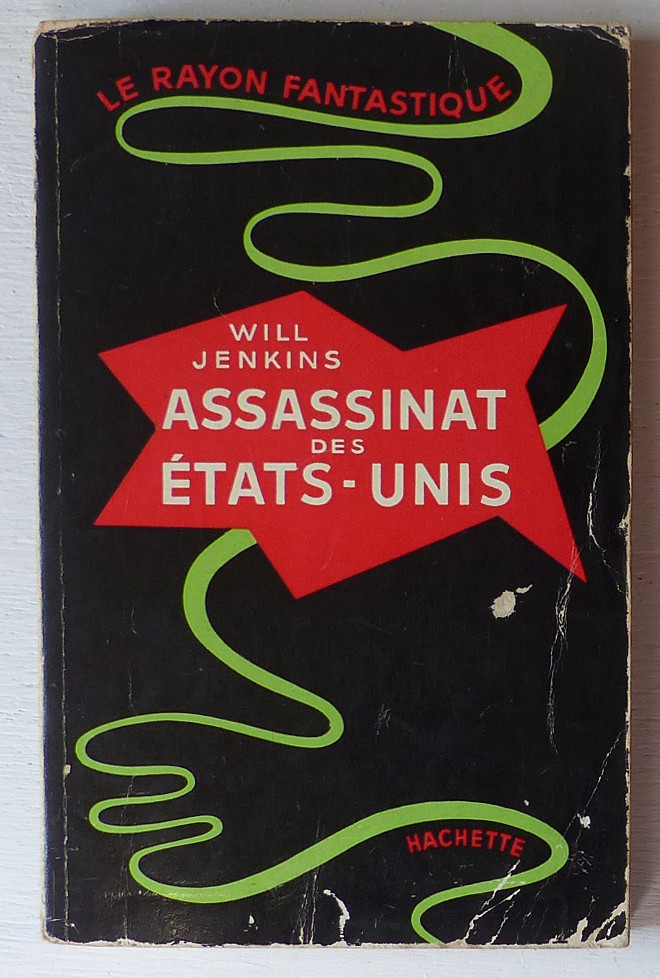 LE RAYON FANTASTIQUE
WILL
JENKINS
ASSASSINAT
DES
ÉTATS-UNIS
HACHETTE